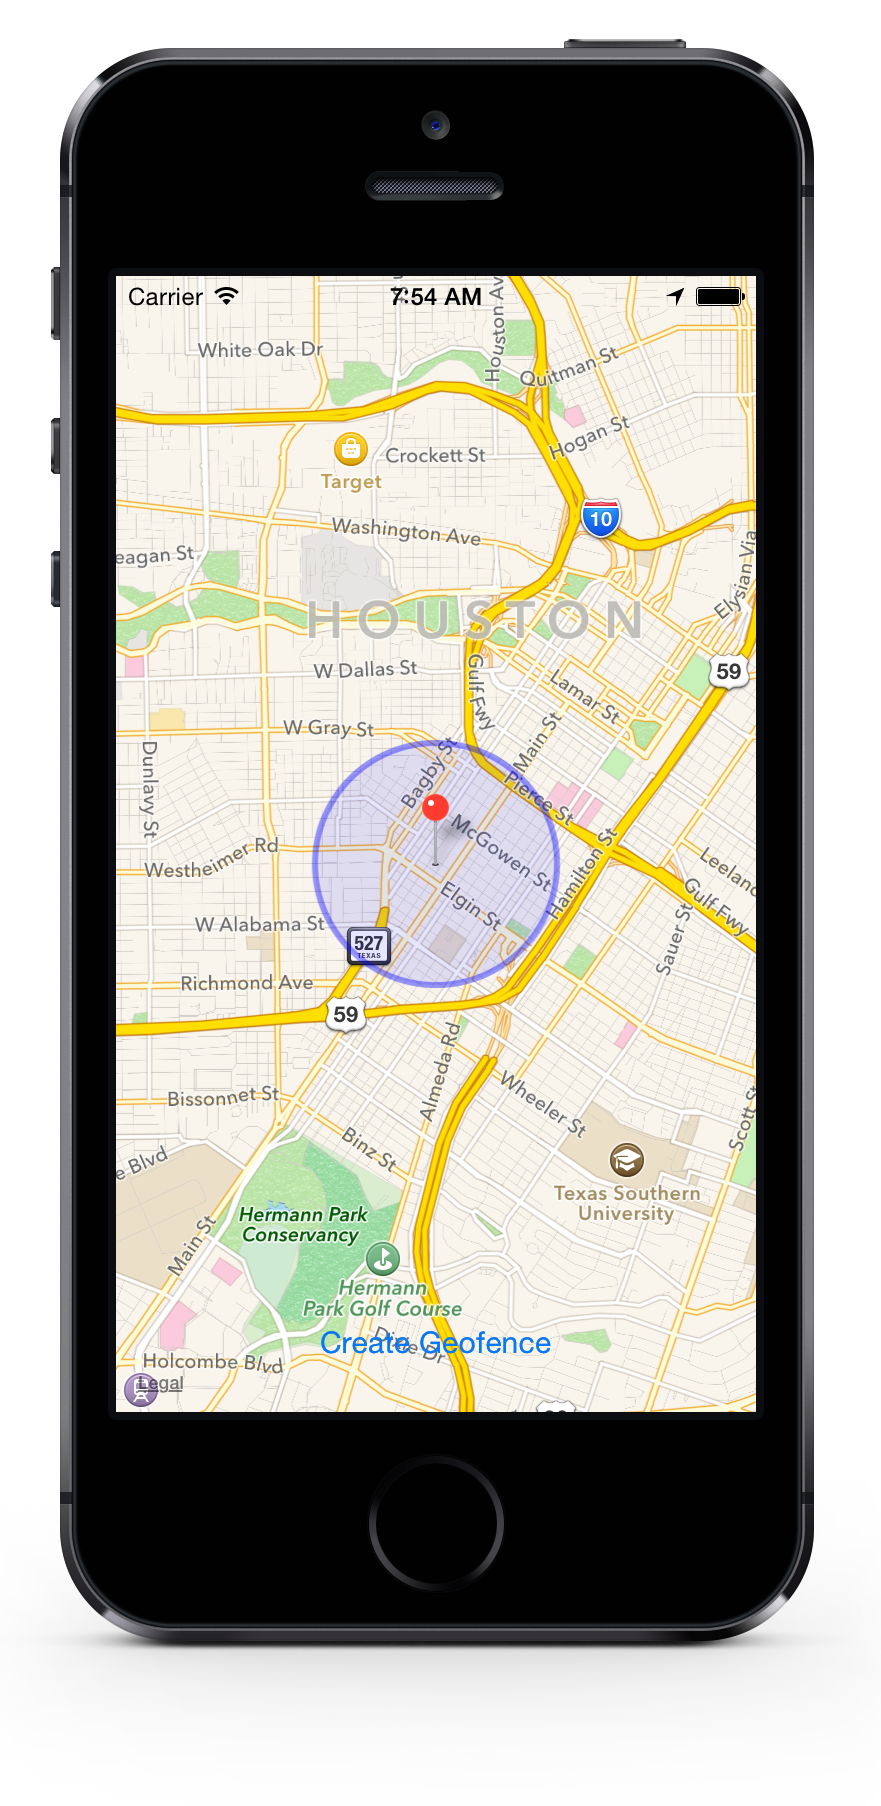 Carrier
7:54 AM
White Oak Dr
Houston Av
Quitman St
Hogan St
Crockett St
Target
10
Washington Ave
eagan St
Elysian Via
HOUSTON
W Dallas St
Gulf Fwy
59
Lamar St
W Gray St
Main St
Bagby St
Dunlavy St
Pierce St
McGowen St
Hamilton St
Westheimer Rd
Leeland
Elgin St
Gulf Fwy
W Alabama St
527
TEXAS
Sauer St
Richmond Ave
59
Almeda Rd
Bissonnet St
Wheeler St
Scott St
Binz St
e Blvd
Texas Southern
University
Hermann Park
Conservancy
Main St
Hermann
Park Golf Course
Dixie Dr
Create Geofence
Holcombe Blvd
Legal